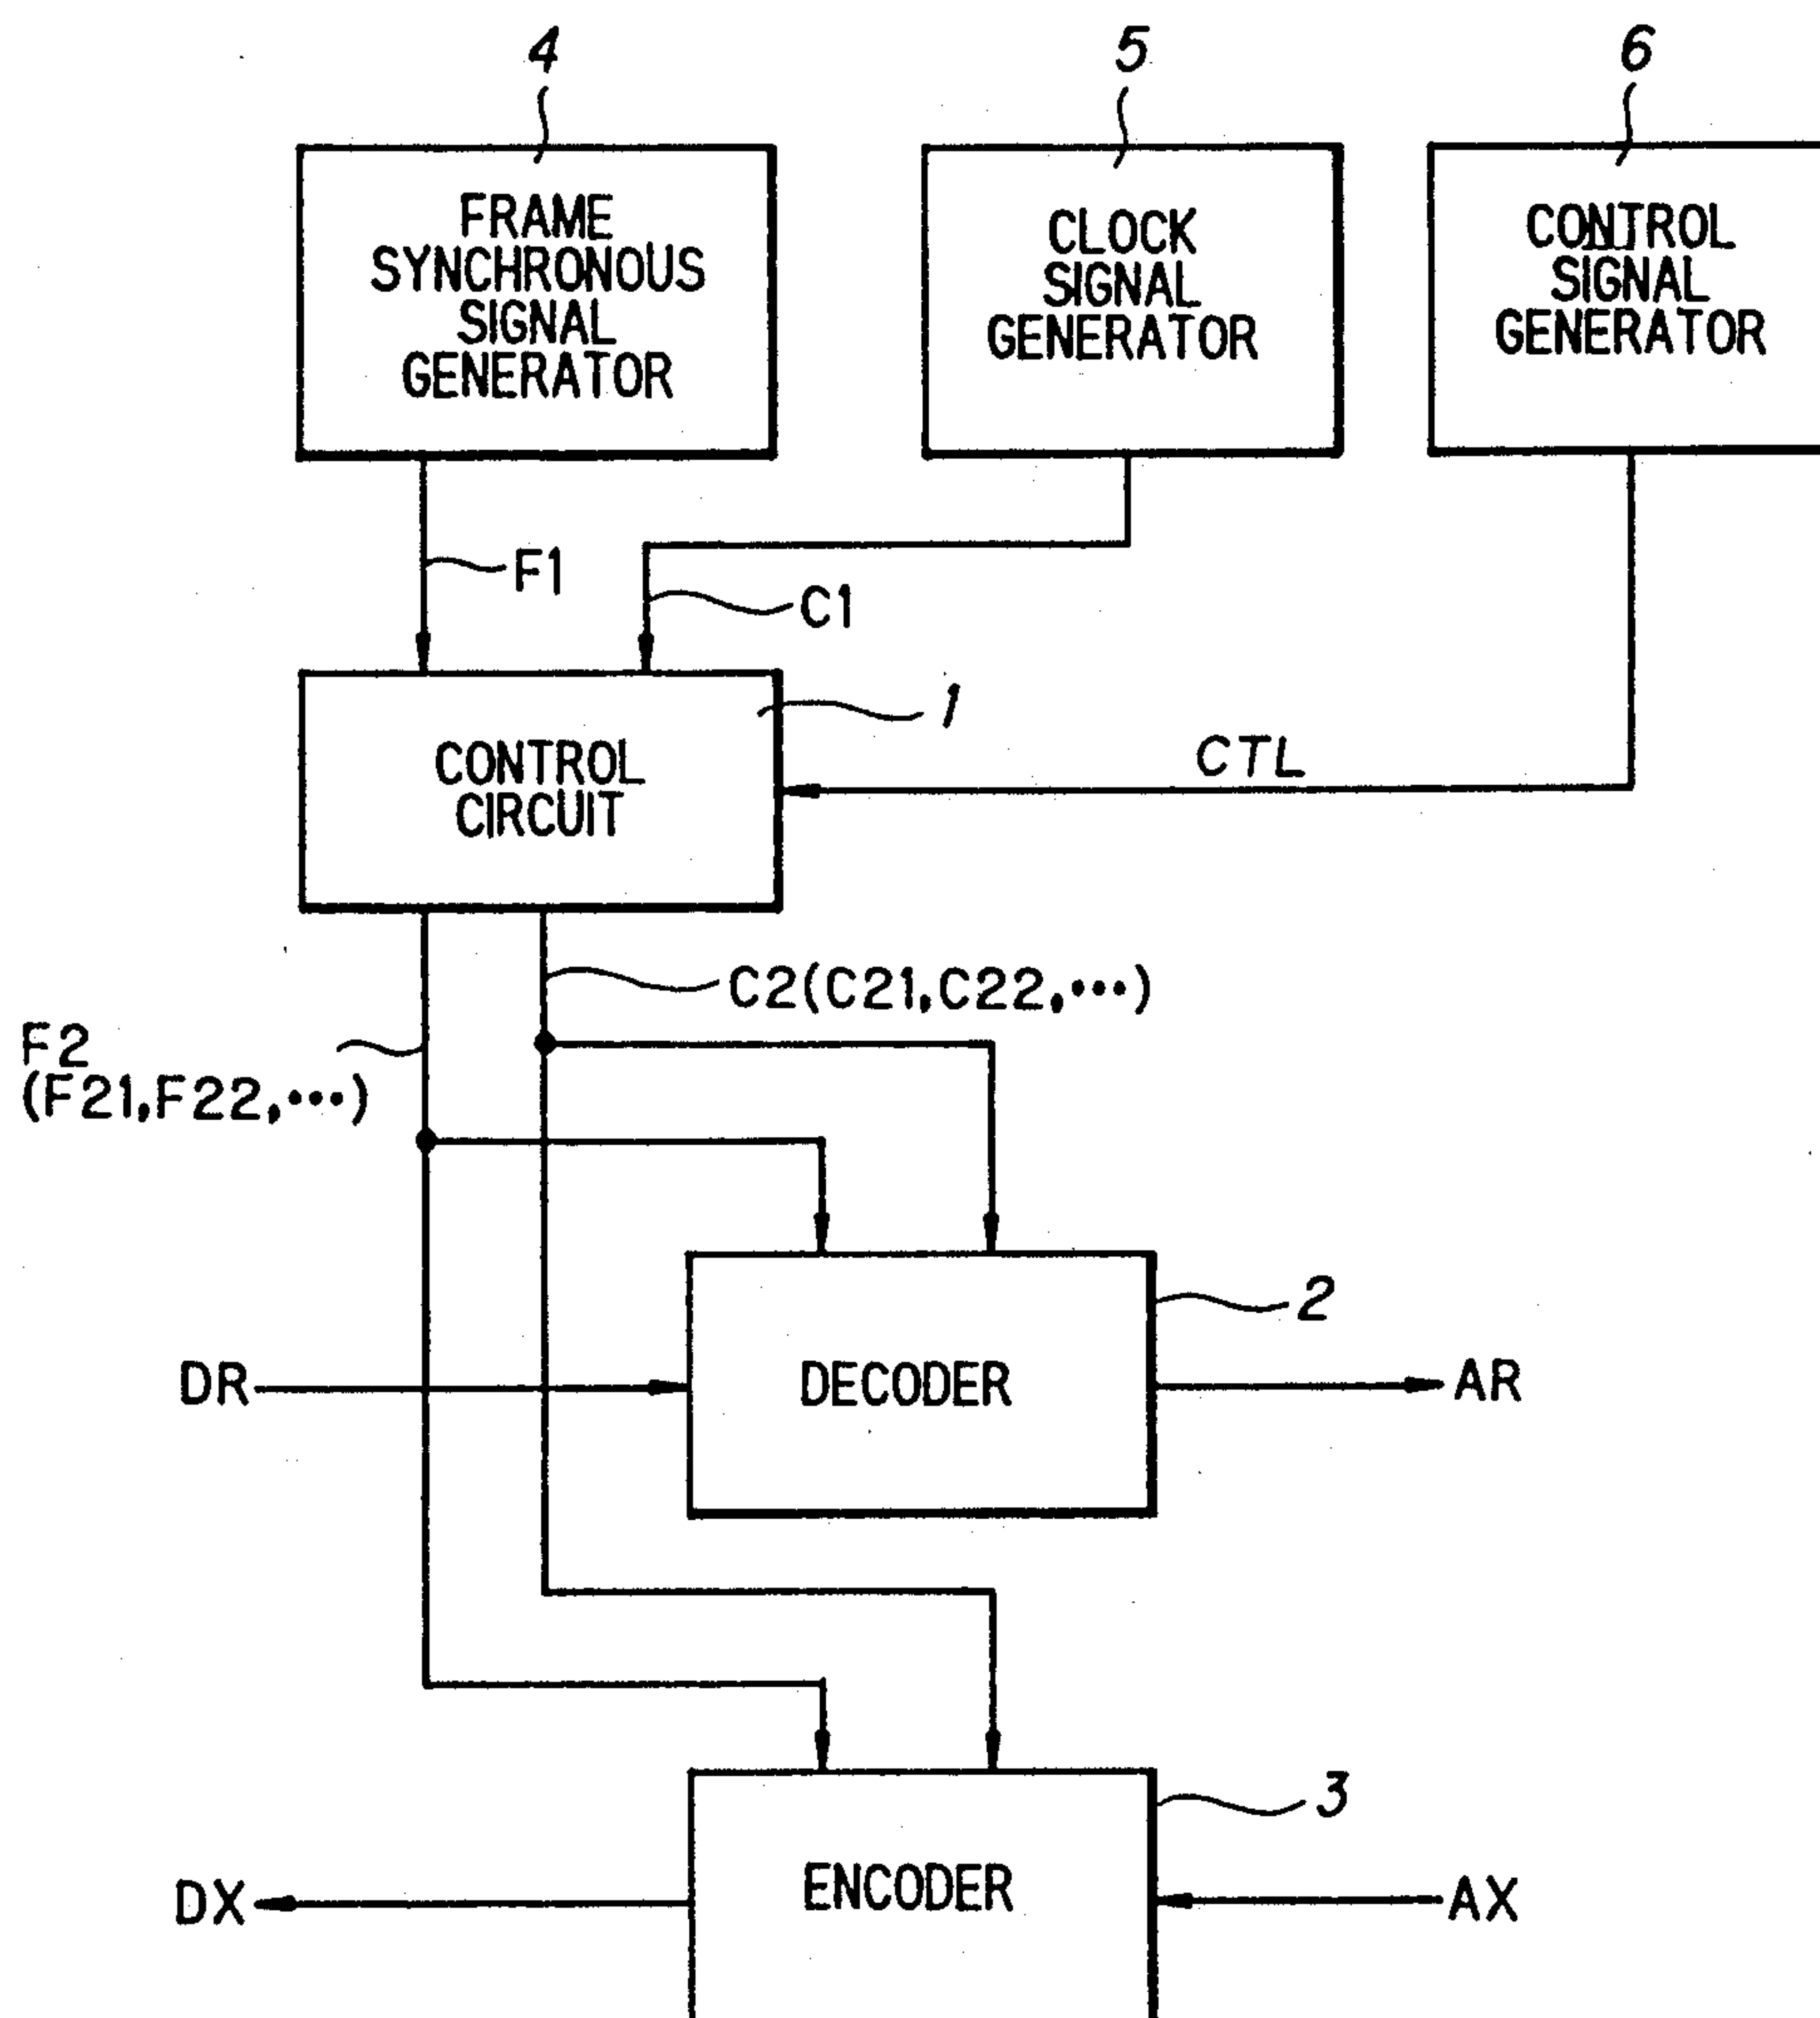 4
5
6
FRAME
SYNCHRONOUS
SIGNAL
GENERATOR
CLOCK
SIGNAL
GENERATOR
CONTROL
SIGNAL
GENERATOR
F1
C1
1
CONTROL
CIRCUIT
CTL
C2(C21,C22,•••)
F2
(F21,F22,•••)
2
DR
DECODER
AR
3
DX
ENCODER
AX